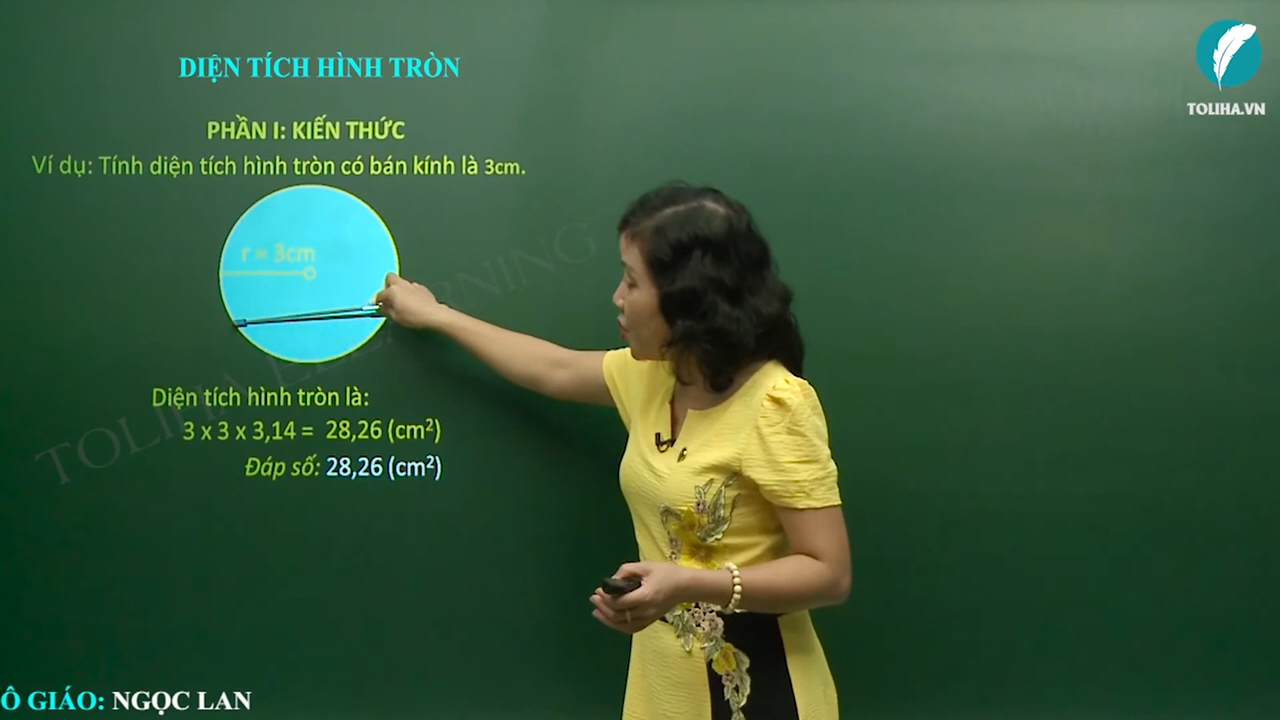 DIỆN TÍCH HÌNH TRÒN
TOLIHA.VN
PHẦN I: KIẾN THỨC
Ví dụ: Tính diện tích hình tròn có bán kính là 3cm.
r = 3cm
Diện tích hình tròn là:
3 x 3 x 3,14 = 28,26 (cm²)
Đáp số: 28,26 (cm²)
Ô GIÁO: NGỌC LAN